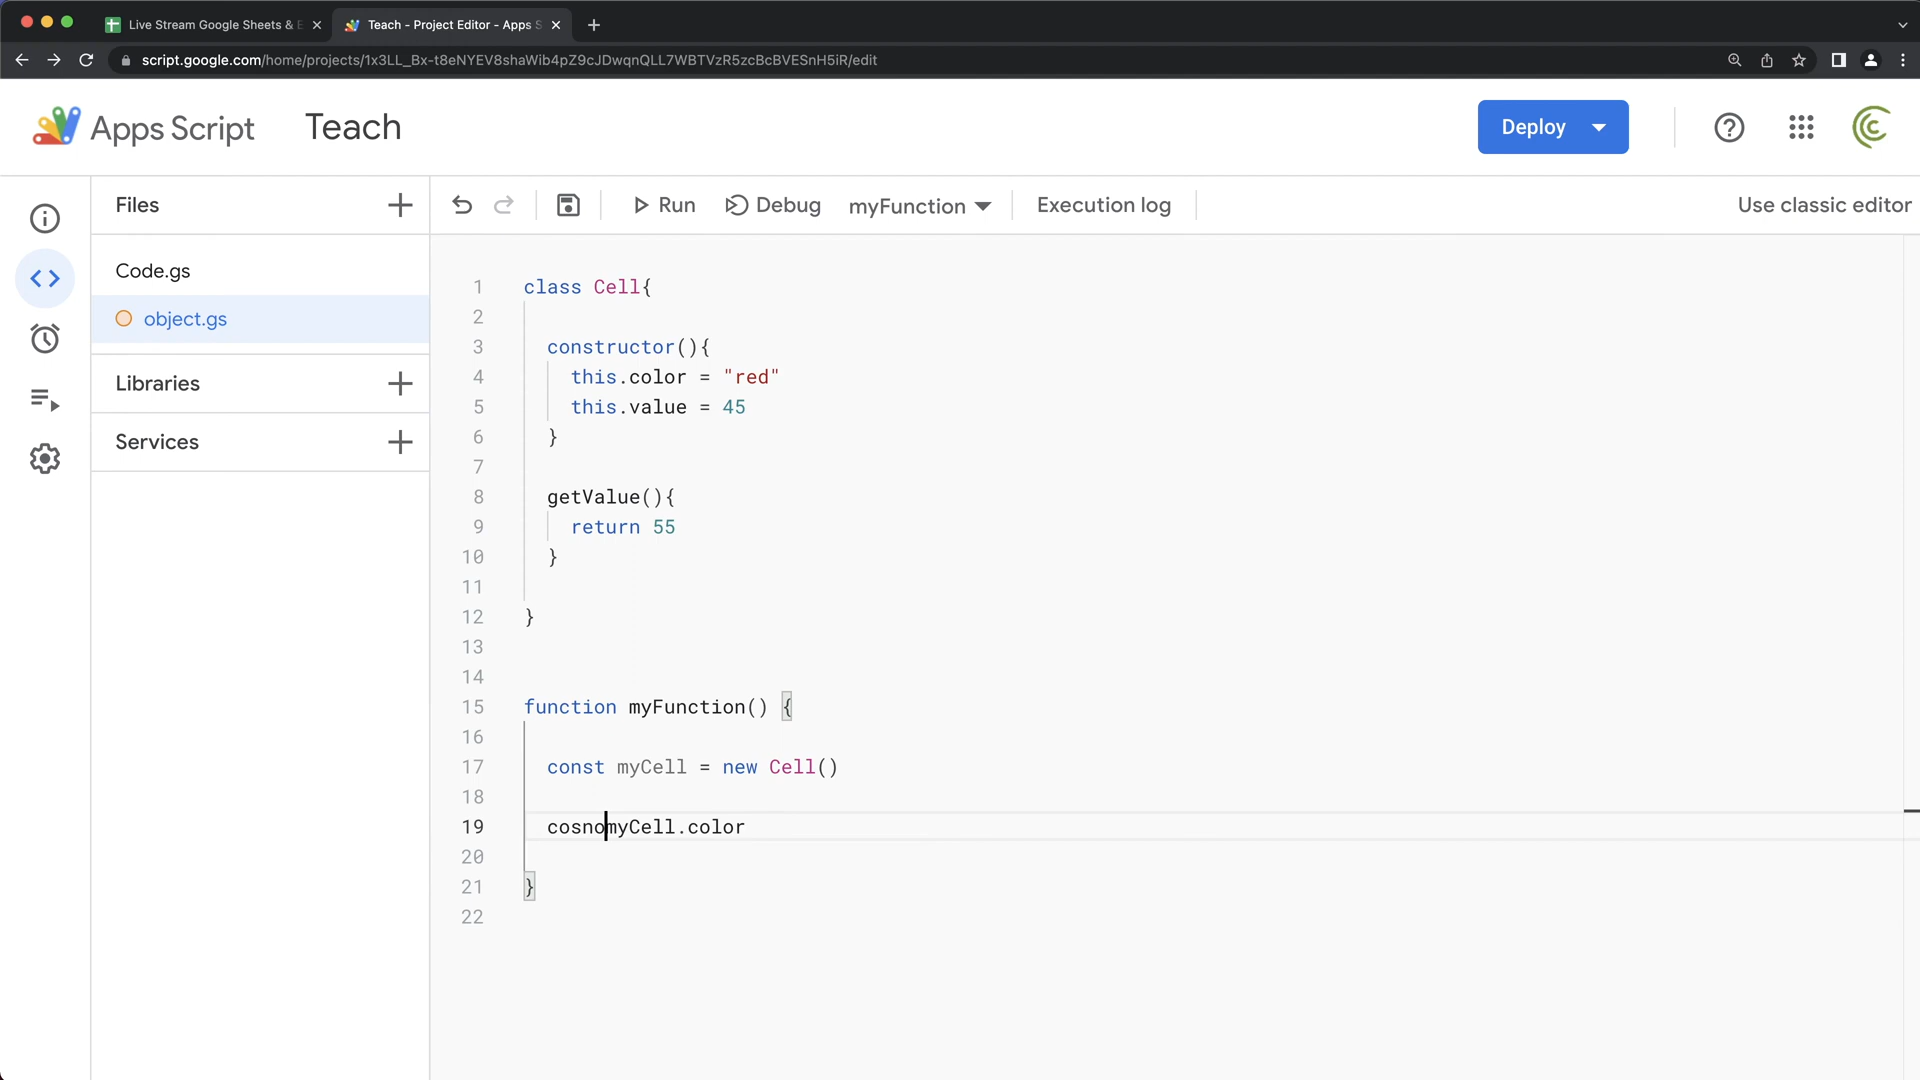 Live Stream Google Sheets & E
Teach - Project Editor - Apps S
script.google.com/home/projects/1x3LL_Bx-t8eNYEV8shaWib4pZ9cJDwqnQLL7WBTVzR5zcBcBVESnH5iR/edit
Apps Script Teach Deploy
Files Run Debug myFunction Execution log Use classic editor
Code.gs
object.gs
Libraries
Services
1 class Cell{
2
3 constructor(){
4 this.color = "red"
5 this.value = 45
6 }
7
8 getValue(){
9 return 55
10 }
11
12 }
13
14
15 function myFunction() {
16
17 const myCell = new Cell()
18
19 cosnomyCell.color
20
21 }
22